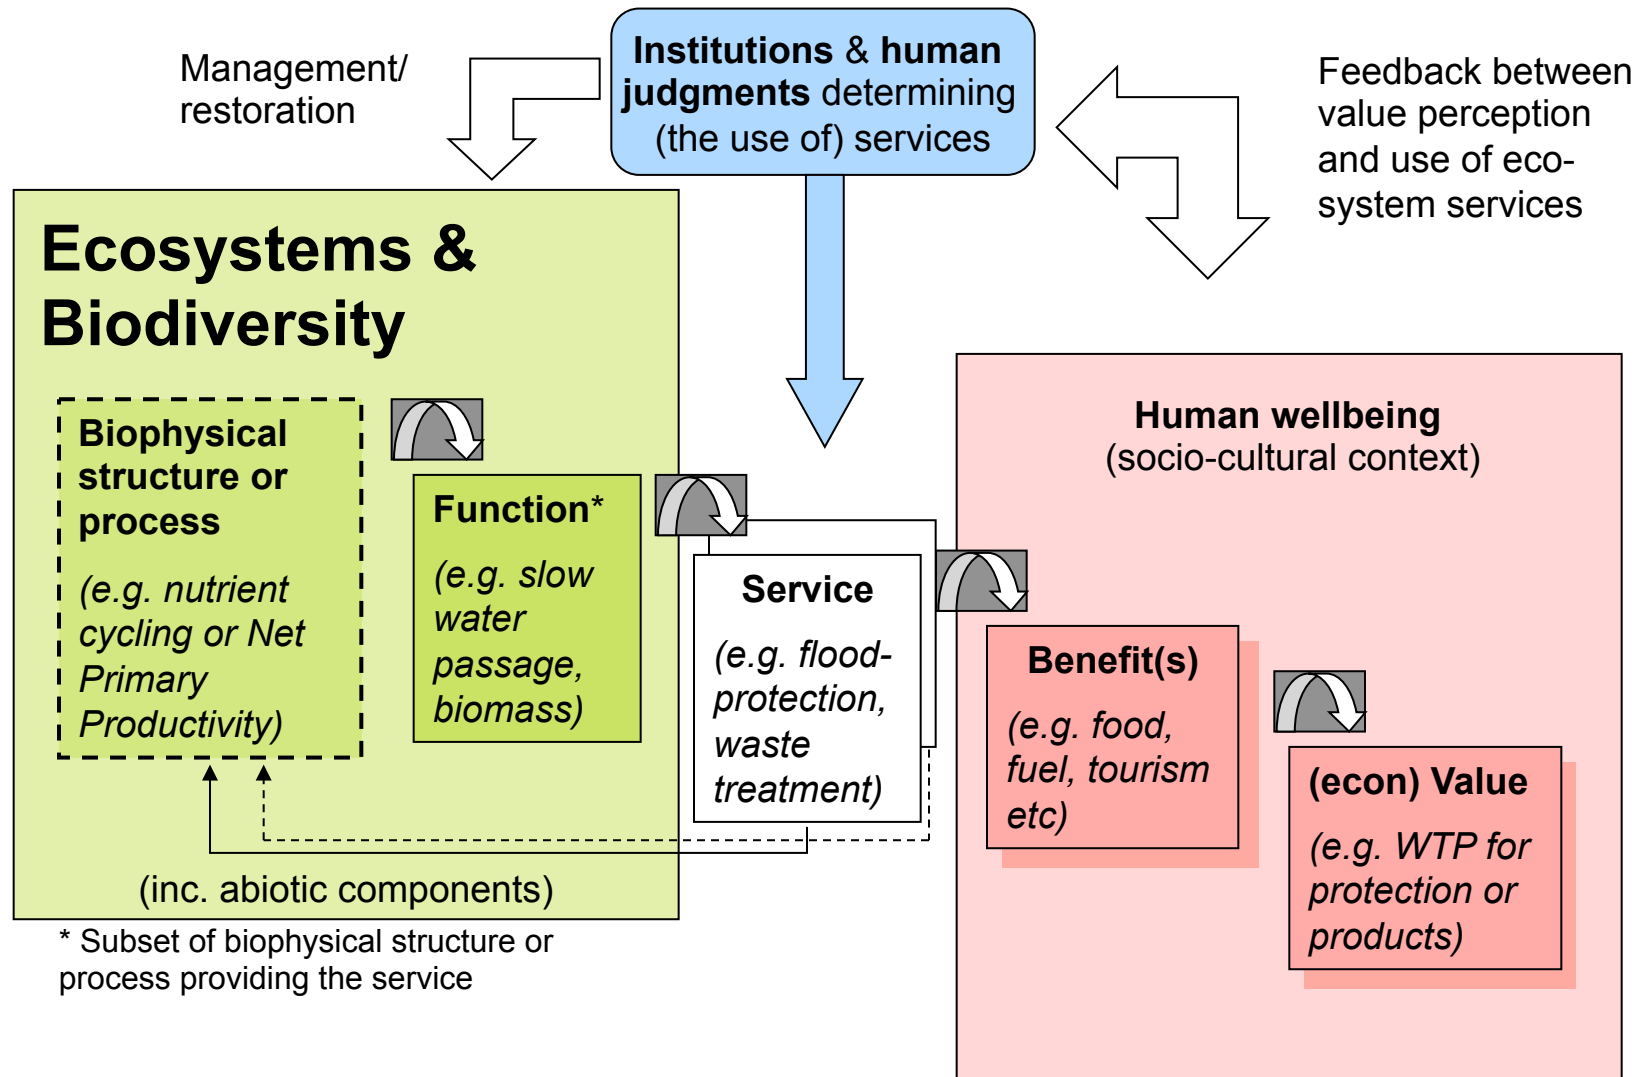 Management/
restoration
Institutions & human
judgments determining
(the use of) services
Feedback between
value perception
and use of eco-
system services
Ecosystems &
Biodiversity
Biophysical
structure or
process
(e.g. nutrient
cycling or Net
Primary
Productivity)
Function*
(e.g. slow
water
passage,
biomass)
Service
(e.g. flood-
protection,
waste
treatment)
Human wellbeing
(socio-cultural context)
Benefit(s)
(e.g. food,
fuel, tourism
etc)
(econ) Value
(e.g. WTP for
protection or
products)
(inc. abiotic components)
* Subset of biophysical structure or
process providing the service